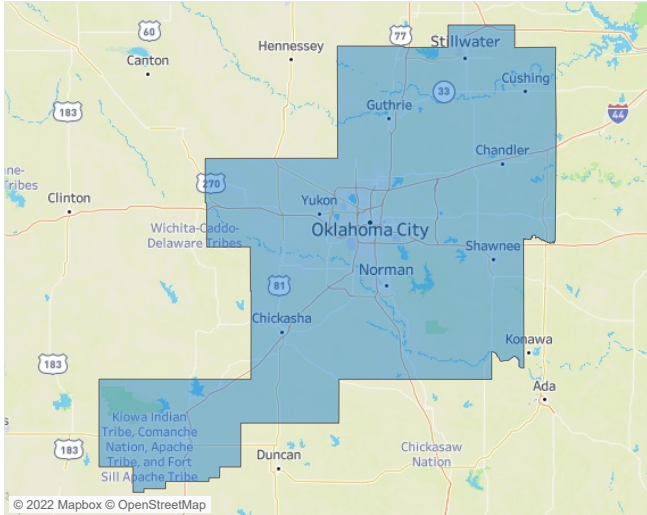 77
60
Stillwater
Hennessey
Canton
Cushing
33
Guthrie
183
44
Chandler
ne-
Tribes
270
Clinton
Yukon
Wichita-Caddo-
Delaware Tribes
Oklahoma City
Shawnee
Norman
81
Chickasha
Konawa
183
Ada
Kiowa Indian
Tribe, Comanche
Nation, Apache
Tribe, and Fort
Sill Apache Tribe
s
183
Duncan
Chickasaw
Nation
© 2022 Mapbox © OpenStreetMap